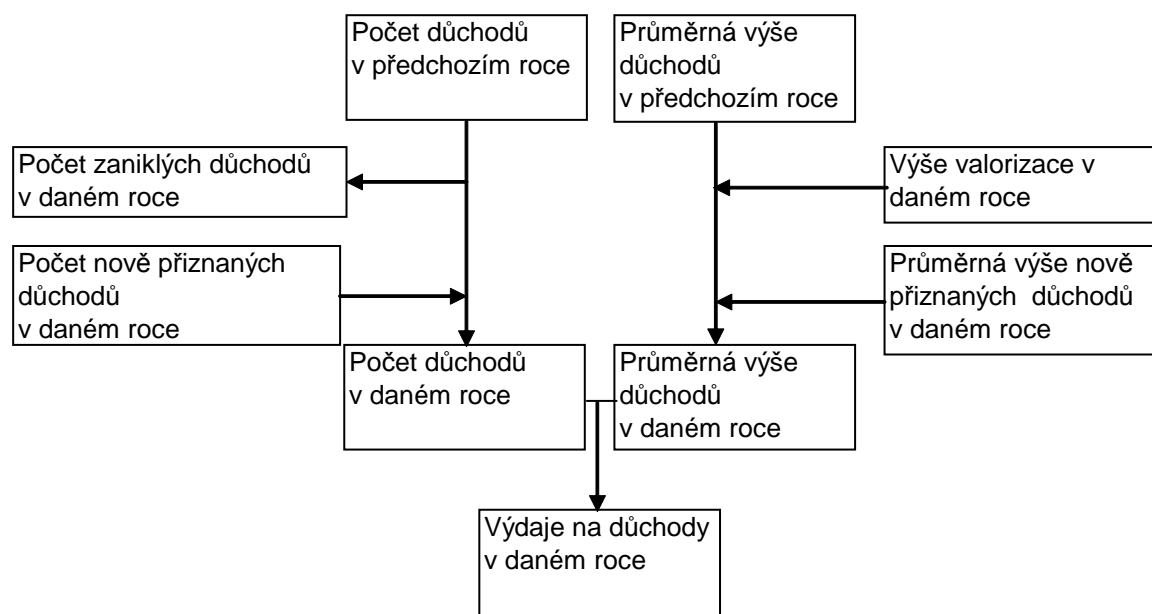 Počet důchodů
v předchozím roce
Průměrná výše
důchodů
v předchozím roce
Počet zaniklých důchodů
v daném roce
Výše valorizace v
daném roce
Počet nově přiznaných
důchodů
v daném roce
Průměrná výše nově
přiznaných důchodů
v daném roce
Počet důchodů
v daném roce
Průměrná výše
důchodů
v daném roce
Výdaje na důchody
v daném roce